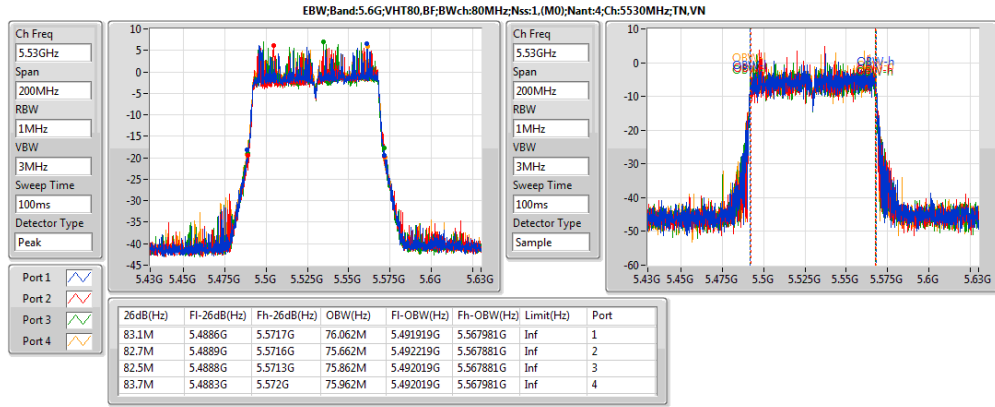 EBW;Band:5.6G;VHT80,BF;BWch:80MHz;Nss:1,(M0);Nant:4;Ch:5530MHz;TN,VN
Ch Freq
5.53GHz
Span
200MHz
RBW
1MHz
VBW
3MHz
Sweep Time
100ms
Detector Type
Peak
10
5
0
-5
-10
-15
-20
-25
-30
-35
-40
-45
5.43G 5.475G 5.5G 5.525G 5.55G 5.575G 5.6G 5.63G
Ch Freq
5.53GHz
Span
200MHz
RBW
1MHz
VBW
3MHz
Sweep Time
100ms
Detector Type
Sample
10
0
-10
-20
-30
-40
-50
-60
OBW-h
5.43G 5.475G 5.5G 5.525G 5.55G 5.575G 5.6G 5.63G
Port 1
Port 2
Port 3
Port 4
26dB(Hz) Fl-26dB(Hz) Fh-26dB(Hz) OBW(Hz) Fl-OBW(Hz) Fh-OBW(Hz) Limit(Hz) Port
83.1M 5.4886G 5.5717G 76.062M 5.491919G 5.567981G Inf 1
82.7M 5.4889G 5.5716G 75.662M 5.492219G 5.567881G Inf 2
82.5M 5.4888G 5.5713G 75.862M 5.492019G 5.567881G Inf 3
83.7M 5.4883G 5.572G 75.962M 5.492019G 5.567981G Inf 4